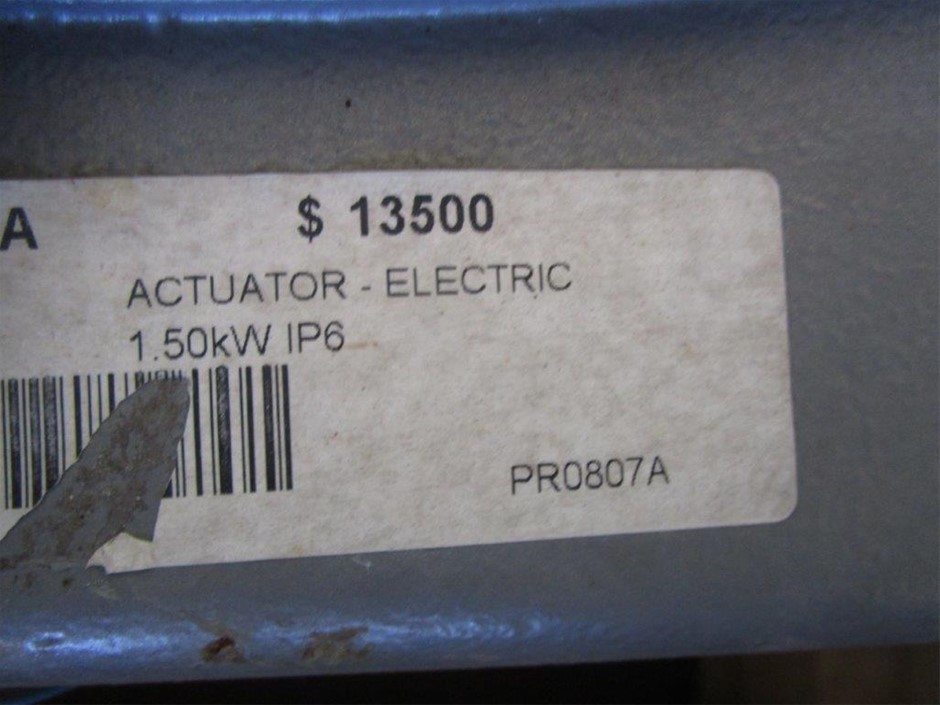 A $ 13500
ACTUATOR - ELECTRIC
1.50kW IP6
PR0807A